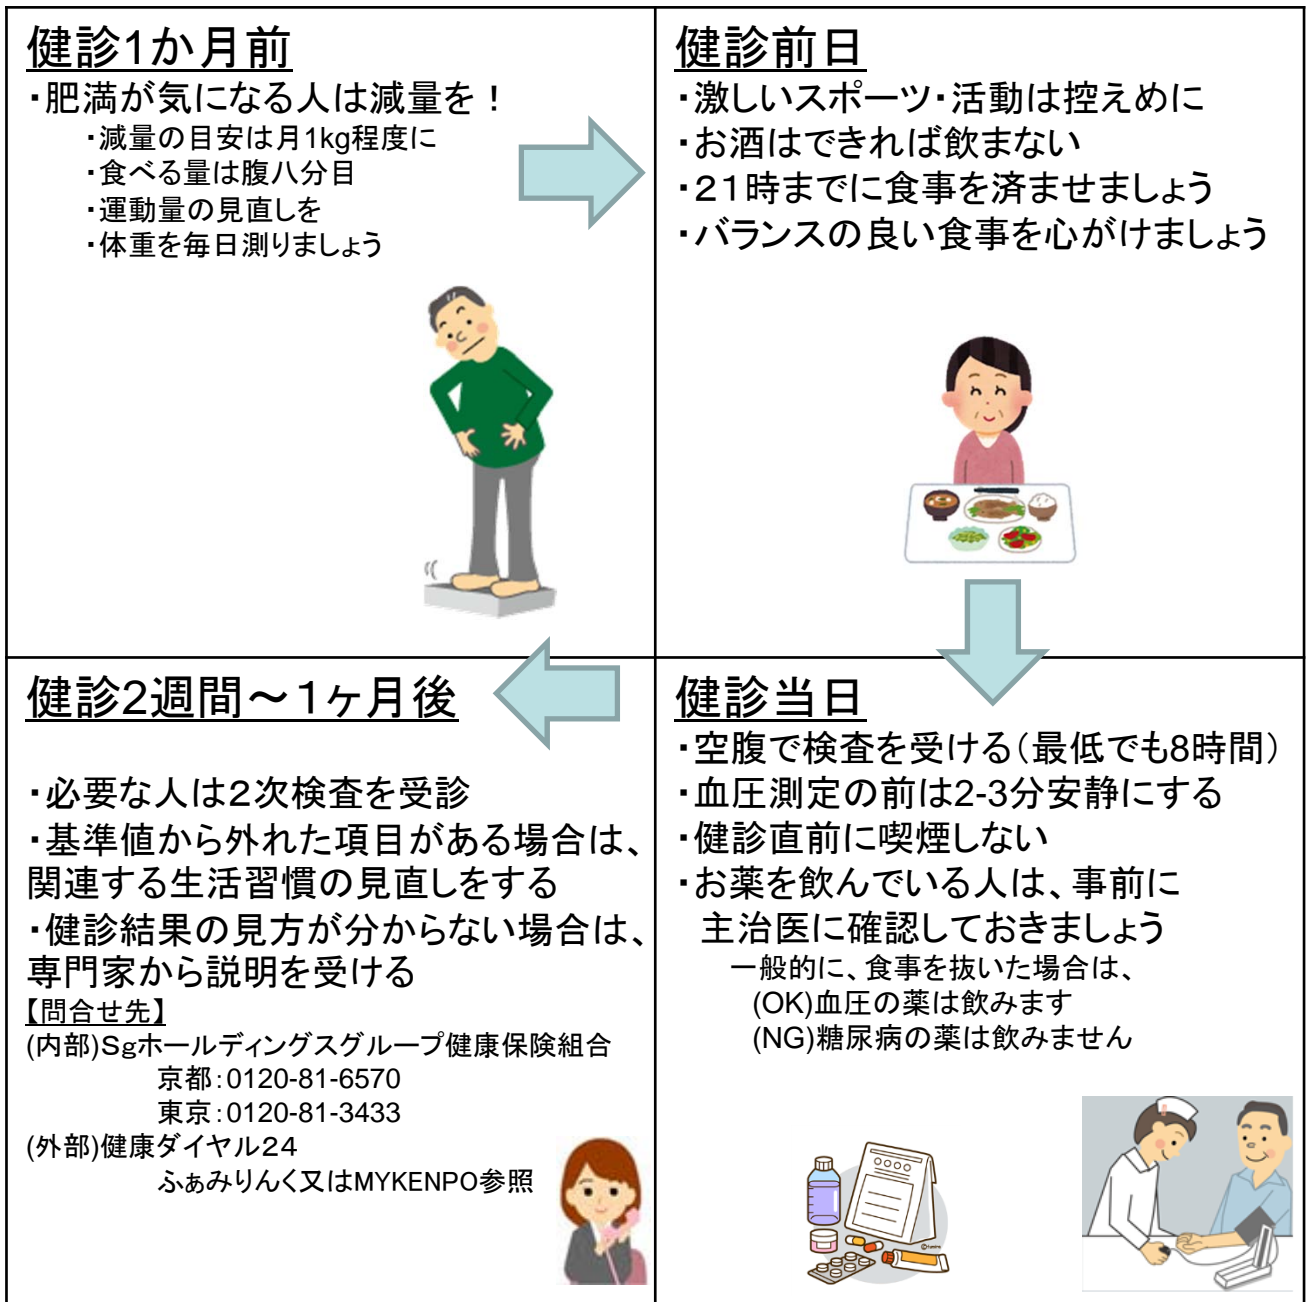 健診1か月前
・肥満が気になる人は減量を！
・減量の目安は月1kg程度に
・食べる量は腹八分目
・運動量の見直しを
・体重を毎日測りましょう
健診前日
・激しいスポーツ・活動は控えめに
・お酒はできれば飲まない
・２１時までに食事を済ませましょう
・バランスの良い食事を心がけましょう
健診当日
・空腹で検査を受ける（最低でも8時間）
・血圧測定の前は2-3分安静にする
・健診直前に喫煙しない
・お薬を飲んでいる人は、事前に
主治医に確認しておきましょう
一般的に、食事を抜いた場合は、
(OK)血圧の薬は飲みます
(NG)糖尿病の薬は飲みません
健診2週間～1ヶ月後
・必要な人は２次検査を受診
・基準値から外れた項目がある場合は、
関連する生活習慣の見直しをする
・健診結果の見方が分からない場合は、
専門家から説明を受ける
【問合せ先】
(内部)Ｓｇホールディングスグループ健康保険組合
京都：0120-81-6570
東京：0120-81-3433
(外部)健康ダイヤル２４
ふぁみりんく又はMYKENPO参照